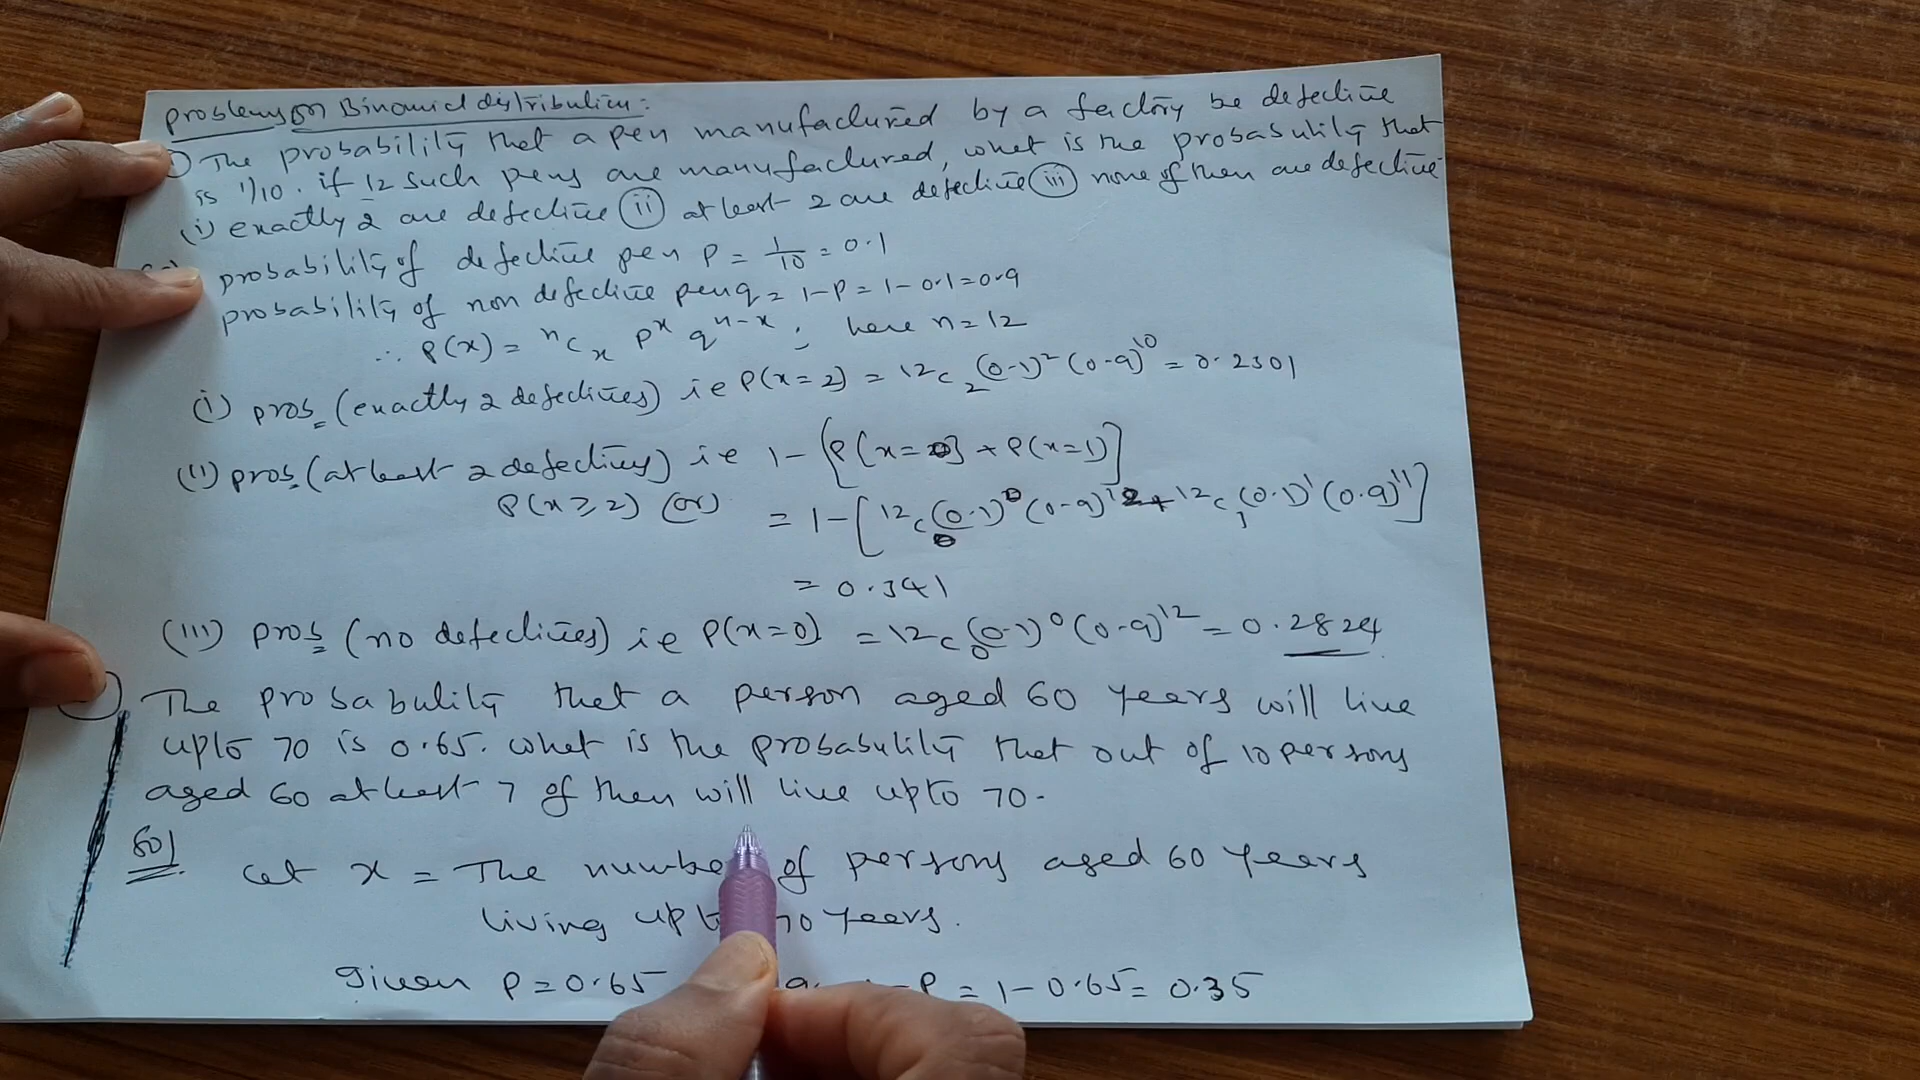 problems on Binomial distribution:
① The probability that a pen manufactured by a factory be defective
is 1/10. if 12 such pens are manufactured, what is the probability that
(i) exactly 2 are defective (ii) at least 2 are defective (iii) none of them are defective
probability of defective pen P = 1/10 = 0.1
probability of non defective pen q = 1-P = 1-0.1 = 0.9
∴ P(x) = ⁿCₓ pˣ qⁿ⁻ˣ; here n=12
(i) prob (exactly 2 defectives) ie P(x=2) = 12C₂ (0.1)² (0.9)¹⁰ = 0.2301
(ii) prob (at least 2 defectives) ie 1 - [P(x=0) + P(x=1)]
P(x≥2) (or) = 1 - [12C₀ (0.1)⁰ (0.9)¹² + 12C₁ (0.1)¹ (0.9)¹¹]
= 0.341
(iii) prob (no defectives) ie P(x=0) = 12C₀ (0.1)⁰ (0.9)¹² = 0.2824
The probability that a person aged 60 years will live
upto 70 is 0.65. what is the probability that out of 10 persons
aged 60 at least 7 of them will live upto 70.
Sol
Let x = The number of persons aged 60 years
living upto 70 years.
Given P = 0.65 P = 1-0.65 = 0.35